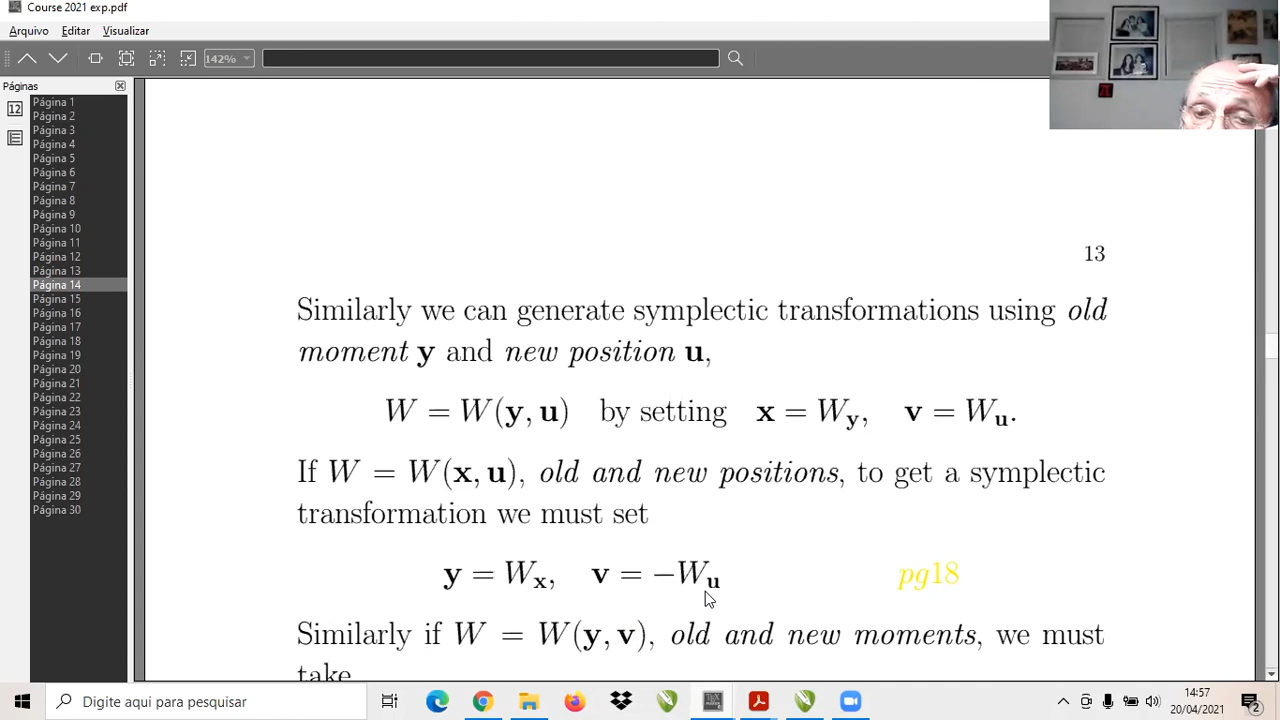 Course 2021 exp.pdf
Arquivo Editar Visualizar
142%
Páginas
12
Página 1
Página 2
Página 3
Página 4
Página 5
Página 6
Página 7
Página 8
Página 9
Página 10
Página 11
Página 12
Página 13
Página 14
Página 15
Página 16
Página 17
Página 18
Página 19
Página 20
Página 21
Página 22
Página 23
Página 24
Página 25
Página 26
Página 27
Página 28
Página 29
Página 30
13
Similarly we can generate symplectic transformations using old
moment y and new position u,
W = W(y, u) by setting x = W_y, v = W_u.
If W = W(x, u), old and new positions, to get a symplectic
transformation we must set
y = W_x, v = −W_u pg18
Similarly if W = W(y, v), old and new moments, we must
take
Digite aqui para pesquisar
14:57
20/04/2021
2